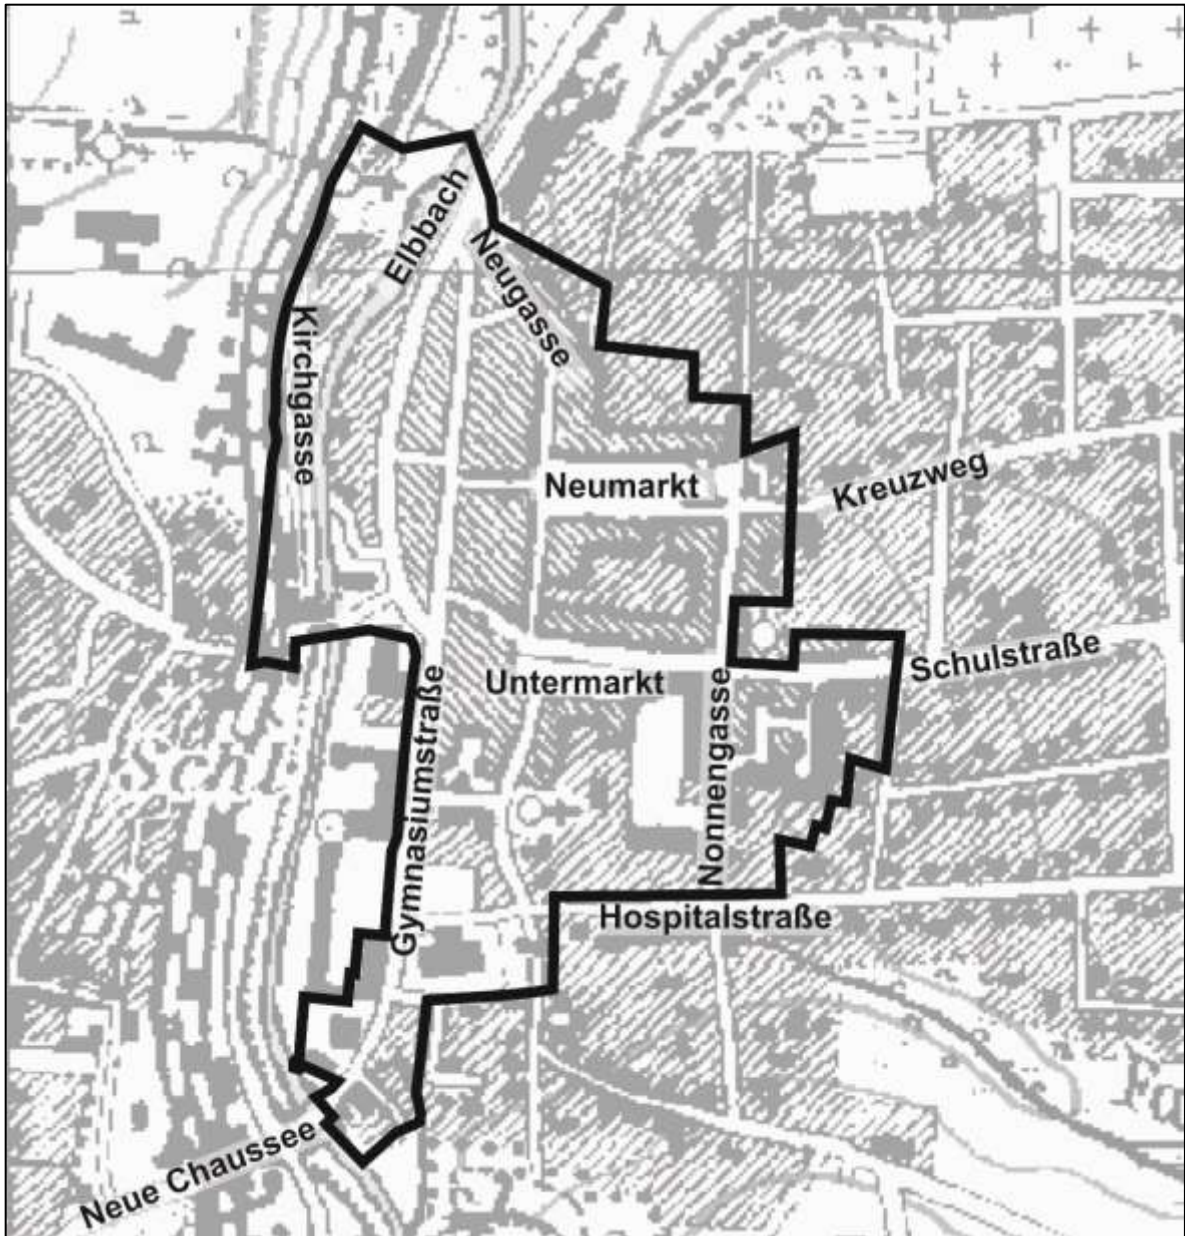 Elbbach
Neugasse
Kirchgasse
Neumarkt
Kreuzweg
Untermarkt
Schulstraße
Gymnasiumstraße
Nonnengasse
Hospitalstraße
Neue Chaussee